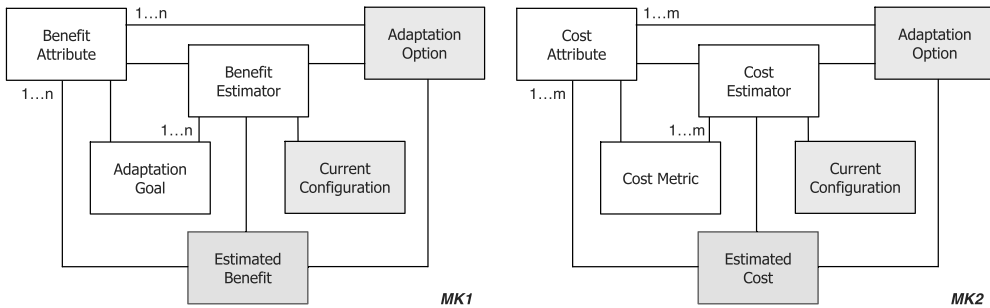 1...n
Benefit
Attribute
Adaptation
Option
Benefit
Estimator
1...n
1...n
Adaptation
Goal
Current
Configuration
Estimated
Benefit
MK1
1...m
Cost
Attribute
Adaptation
Option
Cost
Estimator
1...m
1...m
Cost Metric
Current
Configuration
Estimated
Cost
MK2